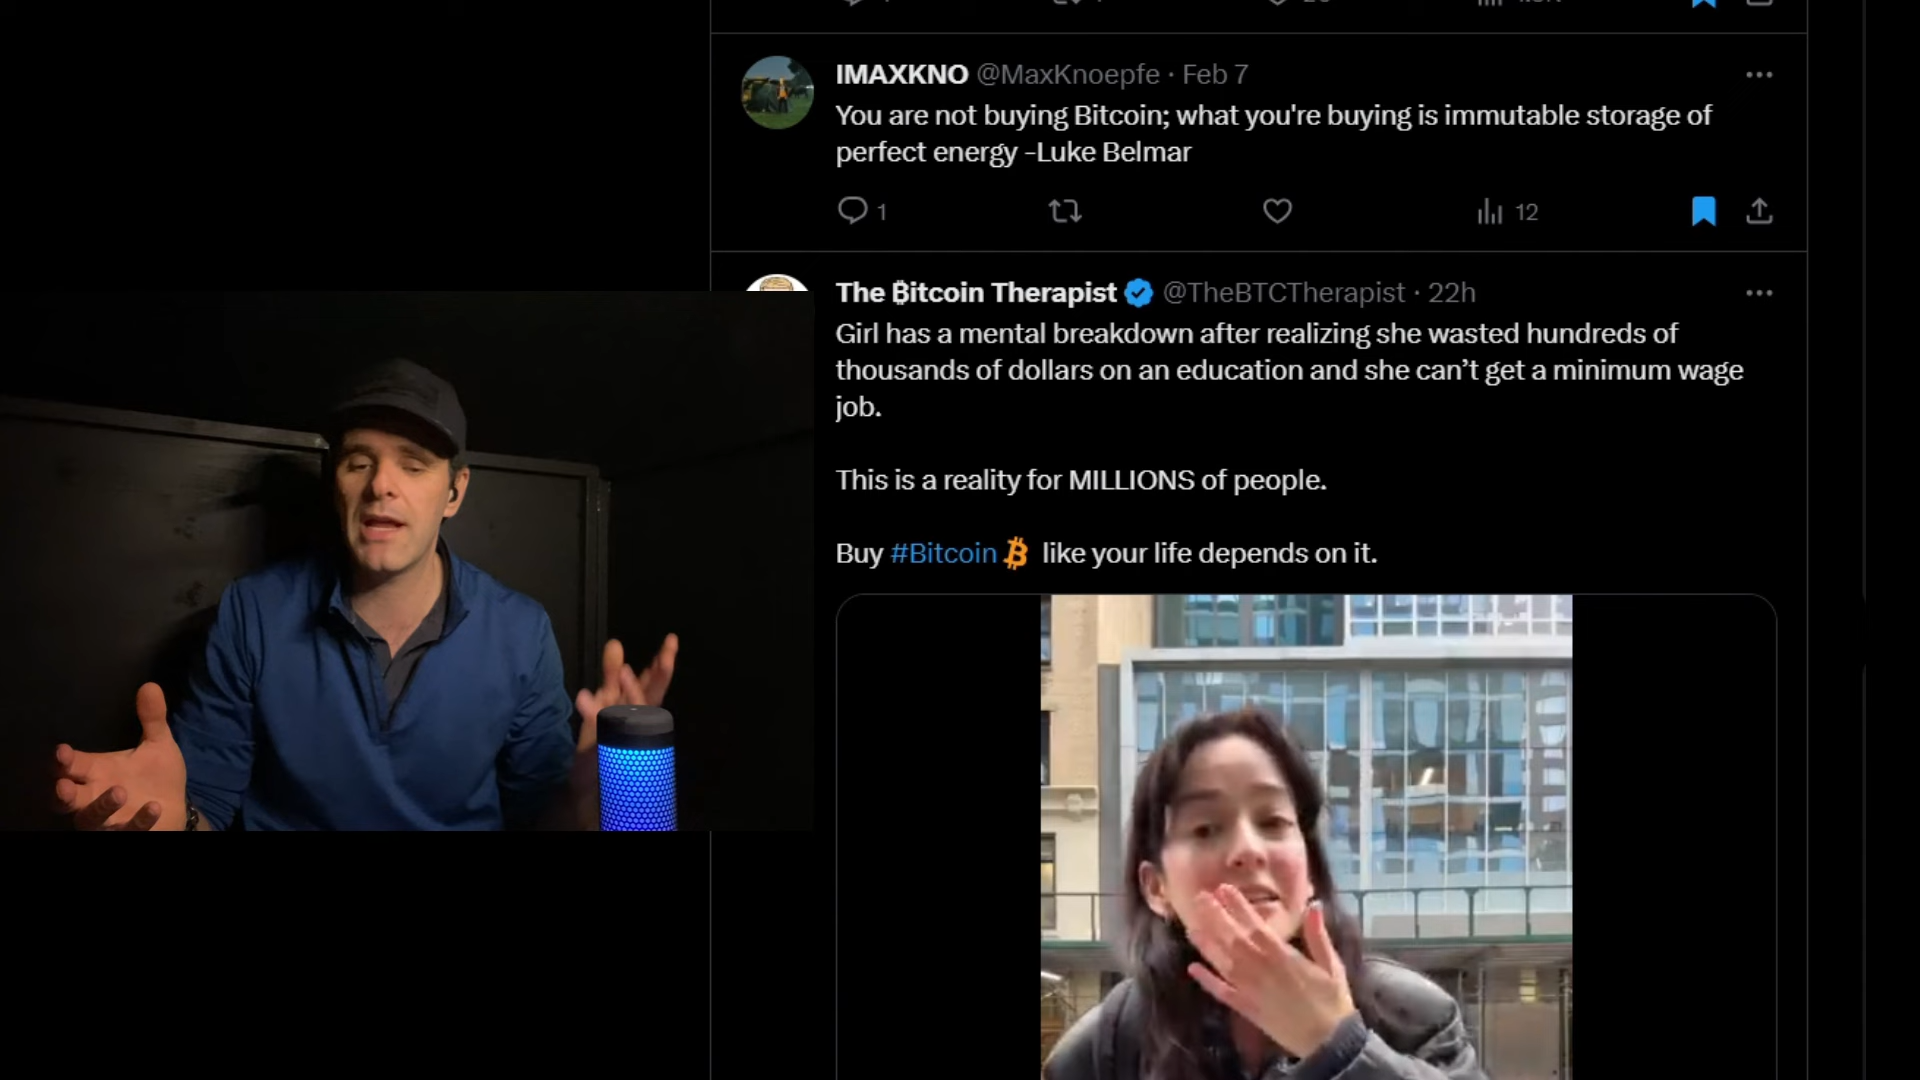 IMAXKNO @MaxKnoepfe · Feb 7
You are not buying Bitcoin; what you're buying is immutable storage of
perfect energy -Luke Belmar
1 12
The ₿itcoin Therapist @TheBTCTherapist · 22h
Girl has a mental breakdown after realizing she wasted hundreds of
thousands of dollars on an education and she can’t get a minimum wage
job.
This is a reality for MILLIONS of people.
Buy #Bitcoin like your life depends on it.